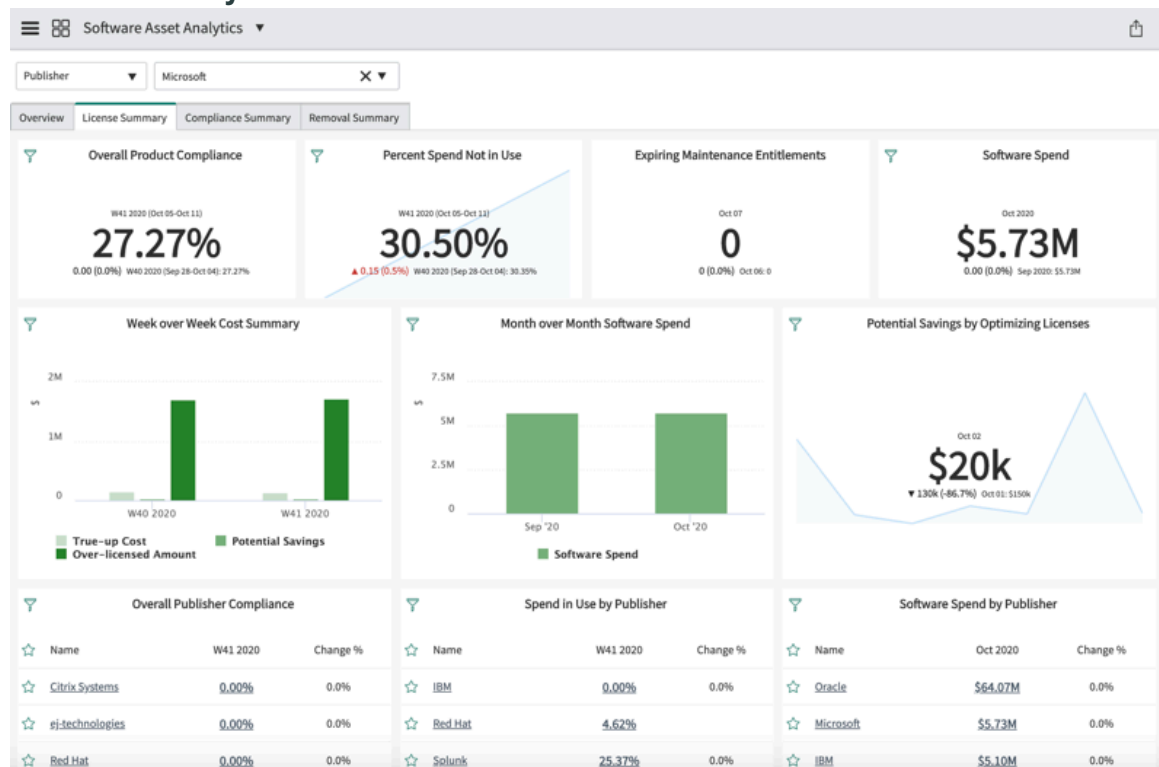 Software Asset Analytics ▼
Publisher ▼ Microsoft X ▼
Overview License Summary Compliance Summary Removal Summary
Overall Product Compliance
W41 2020 (Oct 05-Oct 11)
27.27%
0.00 (0.0%) W40 2020 (Sep 28-Oct 04): 27.27%
Percent Spend Not in Use
W41 2020 (Oct 05-Oct 11)
30.50%
▲ 0.15 (0.5%) W40 2020 (Sep 28-Oct 04): 30.35%
Expiring Maintenance Entitlements
Oct 07
0
0 (0.0%) Oct 06: 0
Software Spend
Oct 2020
$5.73M
0.00 (0.0%) Sep 2020: $5.73M
Week over Week Cost Summary
2M
$
1M
0
W40 2020 W41 2020
True-up Cost Potential Savings
Over-licensed Amount
Month over Month Software Spend
7.5M
$
5M
2.5M
0
Sep '20 Oct '20
Software Spend
Potential Savings by Optimizing Licenses
Oct 02
$20k
▼ 130k (-86.7%) Oct 01: $150k
Overall Publisher Compliance
Name W41 2020 Change %
Citrix Systems 0.00% 0.0%
ej-technologies 0.00% 0.0%
Red Hat 0.00% 0.0%
Spend in Use by Publisher
Name W41 2020 Change %
IBM 0.00% 0.0%
Red Hat 4.62%
Splunk 25.37% 0.0%
Software Spend by Publisher
Name Oct 2020 Change %
Oracle $64.07M 0.0%
Microsoft $5.73M 0.0%
IBM $5.10M 0.0%